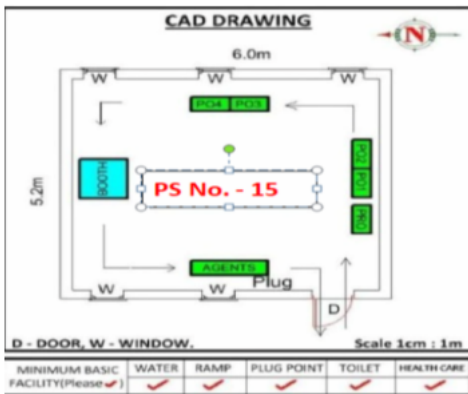 CAD DRAWING
N
6.0m
W W W
PO4 PO3
5.2m
BOOTH
PO2
PO1
PS No. - 15
PRO
AGENTS
Plug
W W
D
D - DOOR, W - WINDOW. Scale 1cm : 1m
MINIMUM BASIC FACILITY(Please✓) WATER RAMP PLUG POINT TOILET HEALTH CARE
✓ ✓ ✓ ✓ ✓